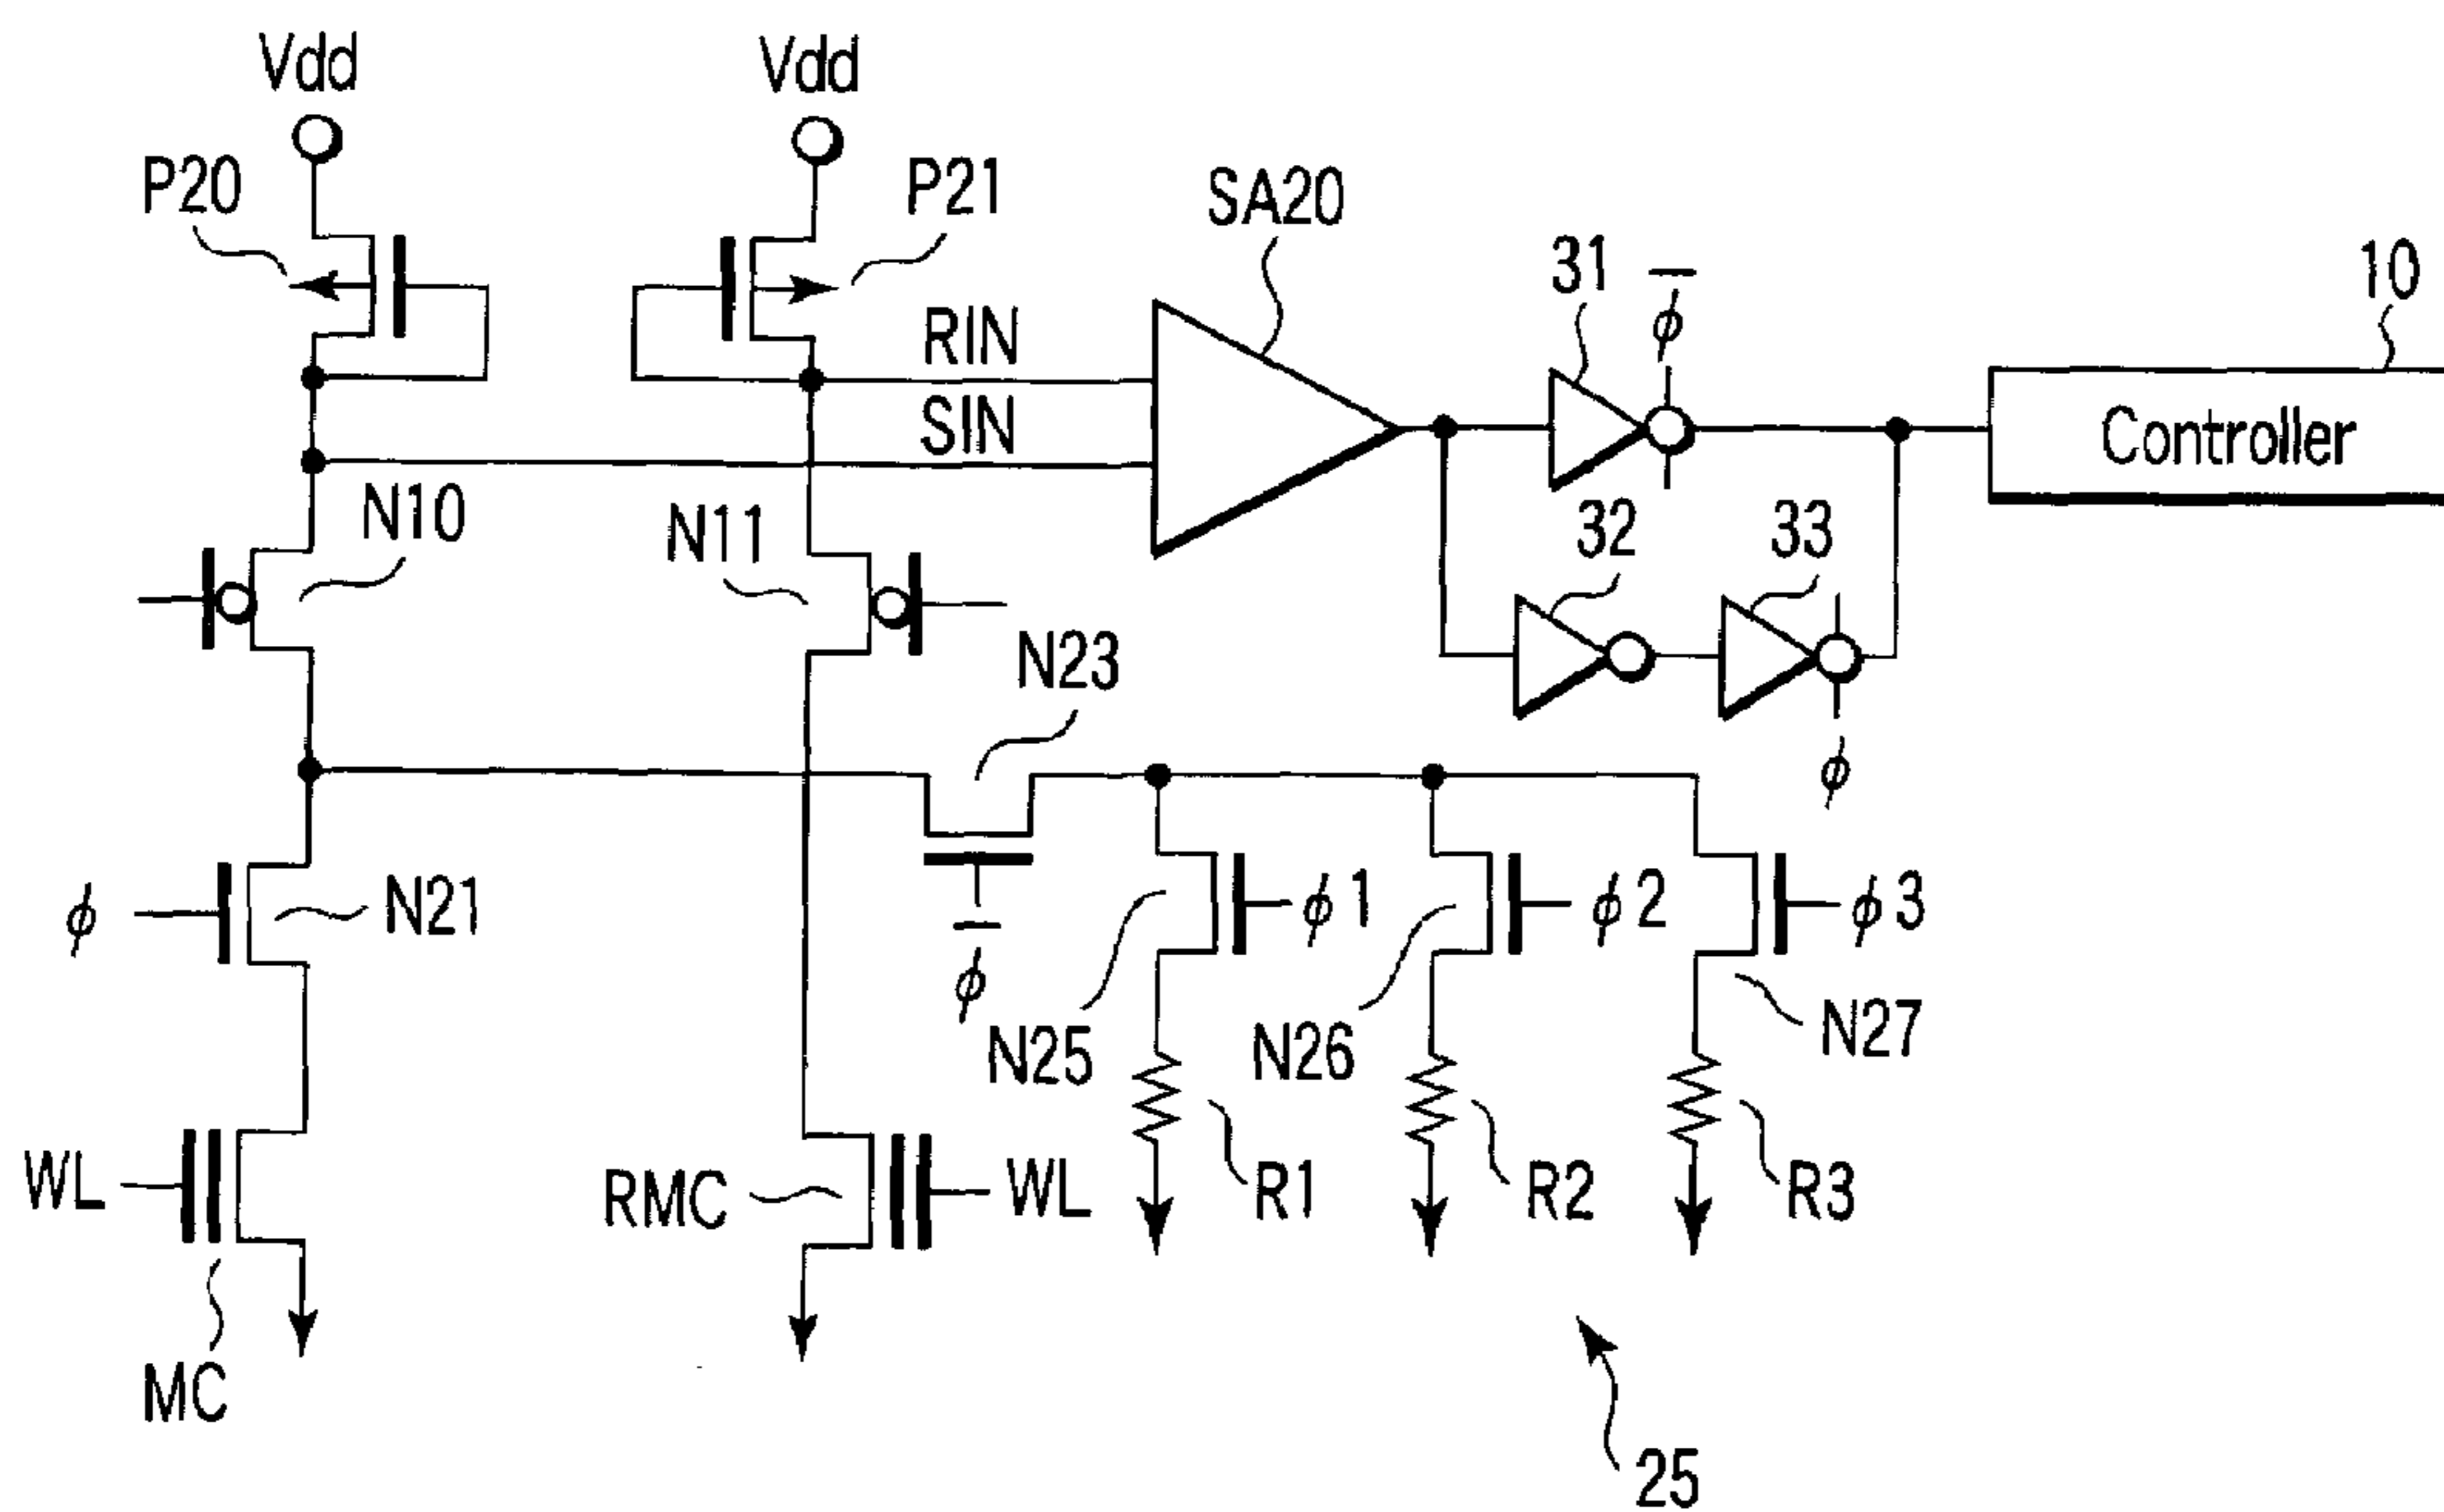 Vdd
Vdd
P20
P21
SA20
31
φ̅
10
RIN
SIN
Controller
N10
N11
32
33
N23
φ
φ
N21
φ̅
φ1
φ2
φ3
N25
N26
N27
WL
MC
RMC
WL
R1
R2
R3
25